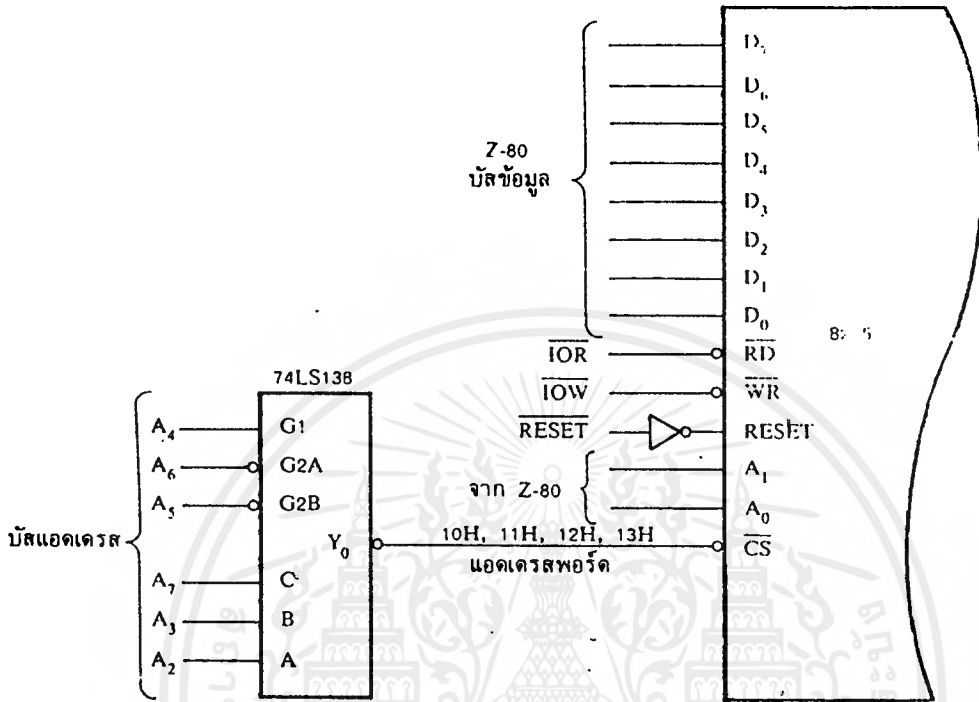 Z-80
บัสข้อมูล
D₇
D₆
D₅
D₄
D₃
D₂
D₁
D₀
IOR
RD
IOW
WR
RESET
RESET
จาก Z-80
A₁
A₀
10H, 11H, 12H, 13H
แอดเดรสพอร์ต
CS
74LS138
บัสแอดเดรส
A₄
G1
A₆
G2A
A₅
G2B
Y₀
A₇
C
A₃
B
A₂
A